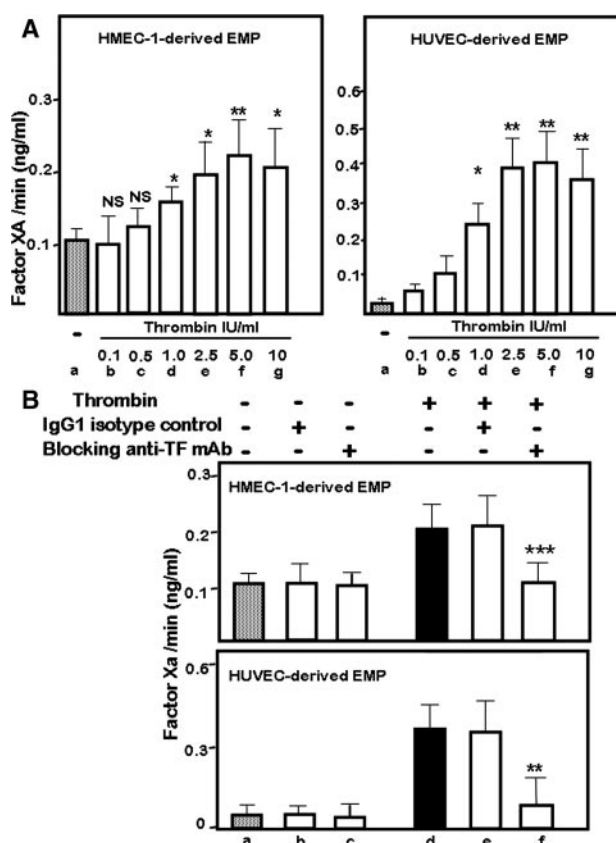 A
HMEC-1-derived EMP
HUVEC-derived EMP
Factor XA /min (ng/ml)
0.3
0.2
0.1
NS NS * * ** *
0.6
0.5
0.4
0.3
0.2
0.1
* ** ** **
- Thrombin IU/ml
0.1 0.5 1.0 2.5 5.0 10
a b c d e f g
- Thrombin IU/ml
0.1 0.5 1.0 2.5 5.0 10
a b c d e f g
B
Thrombin - - - + + +
IgG1 isotype control - + - - + -
Blocking anti-TF mAb - - + - - +
HMEC-1-derived EMP
Factor Xa /min (ng/ml)
0.3
0.2
0.1
***
HUVEC-derived EMP
0.6
0.3
0
**
a b c d e f